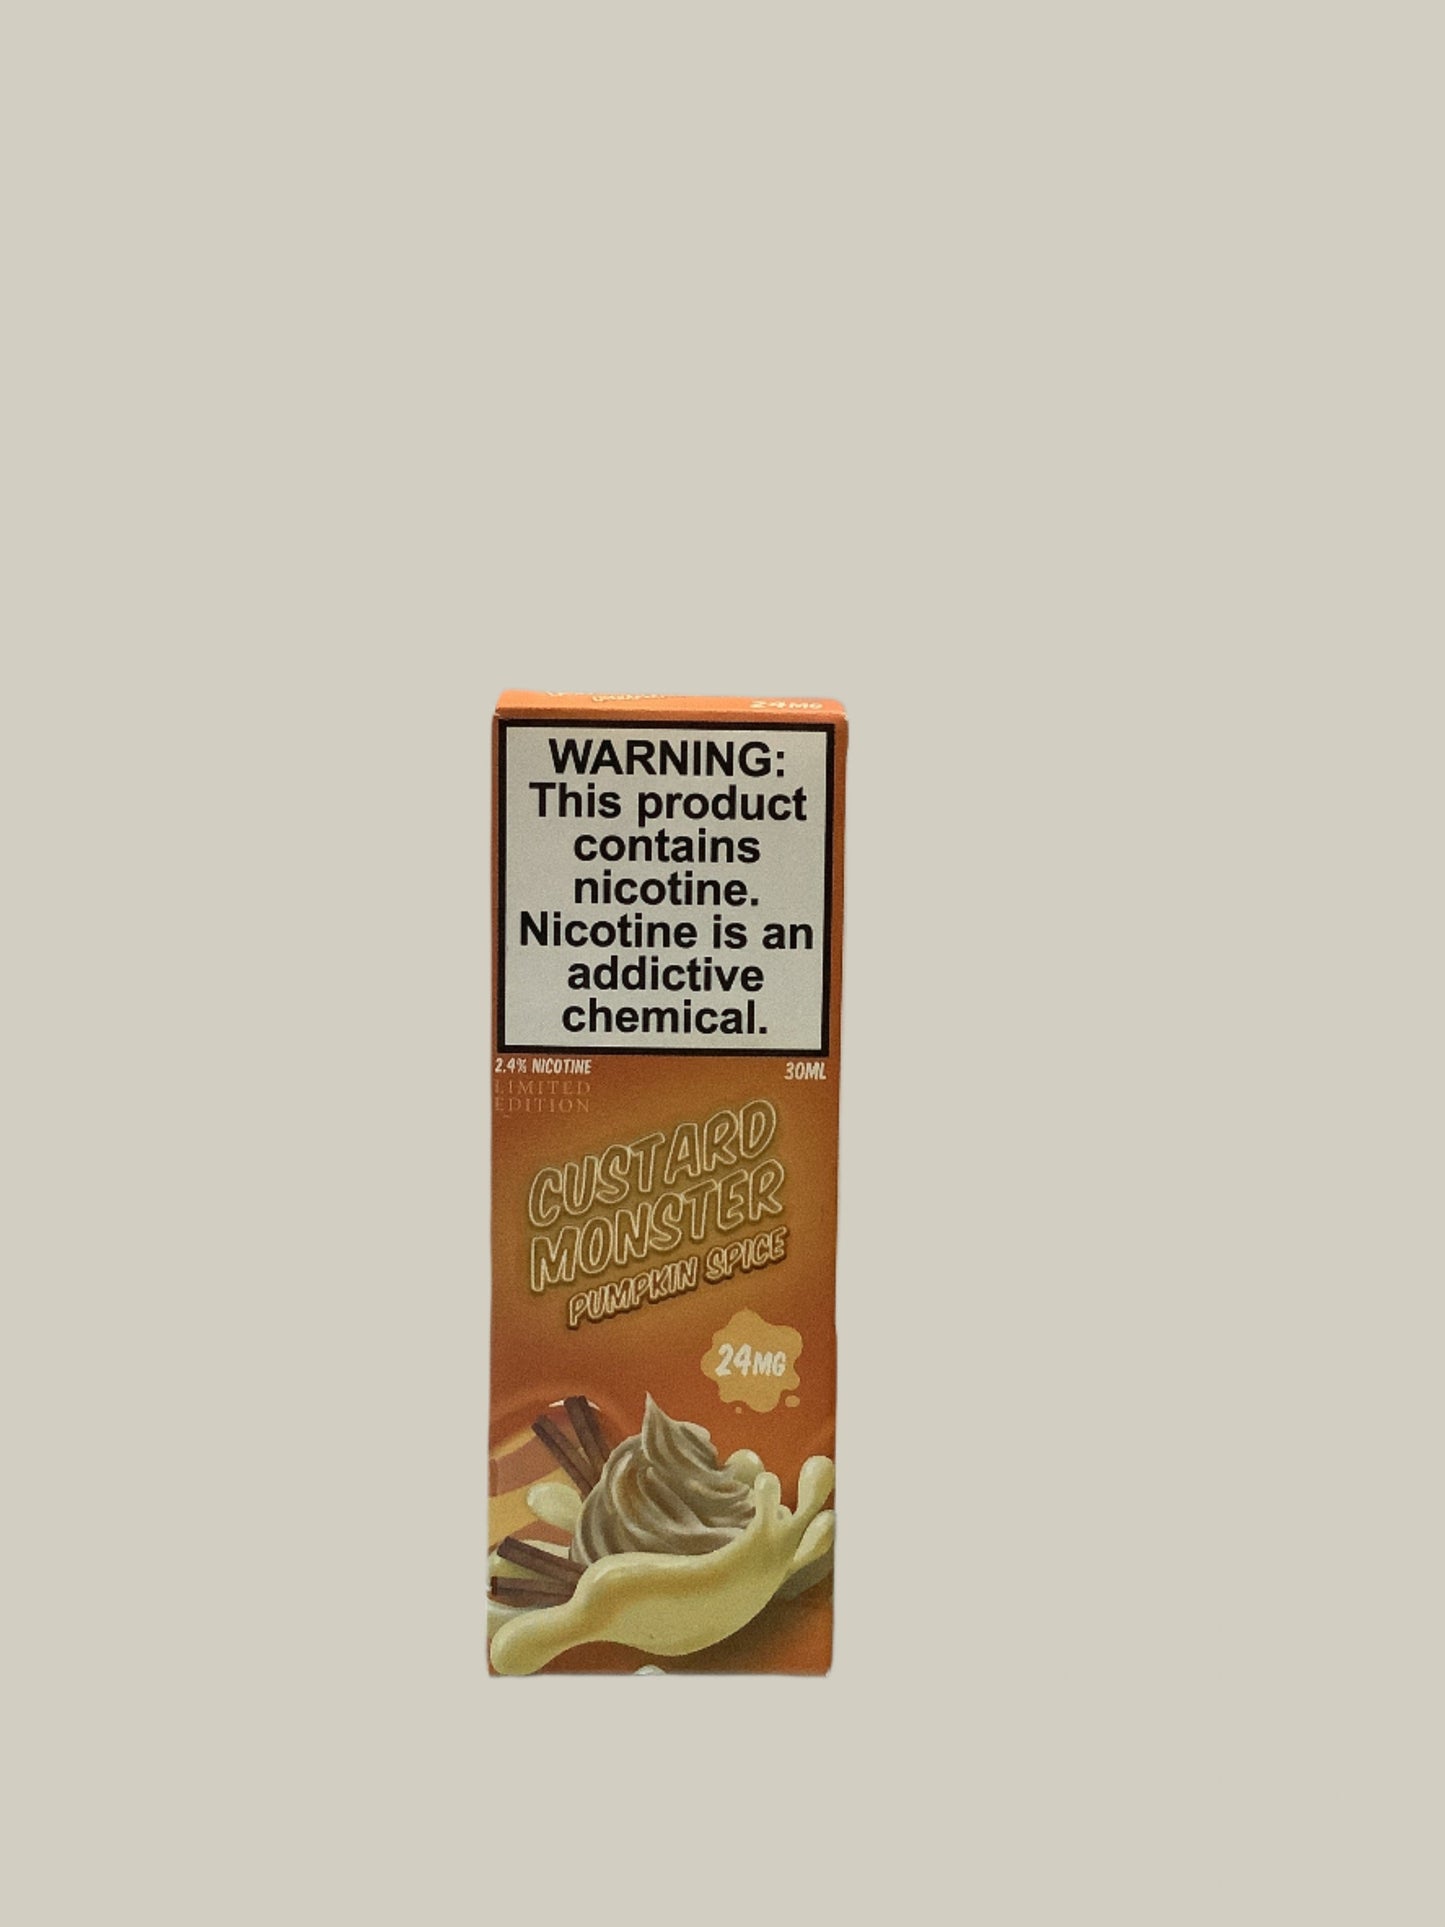 24MG
WARNING:
This product
contains
nicotine.
Nicotine is an
addictive
chemical.
2.4% NICOTINE
30ML
LIMITED
EDITION
CUSTARD
MONSTER
PUMPKIN SPICE
24MG